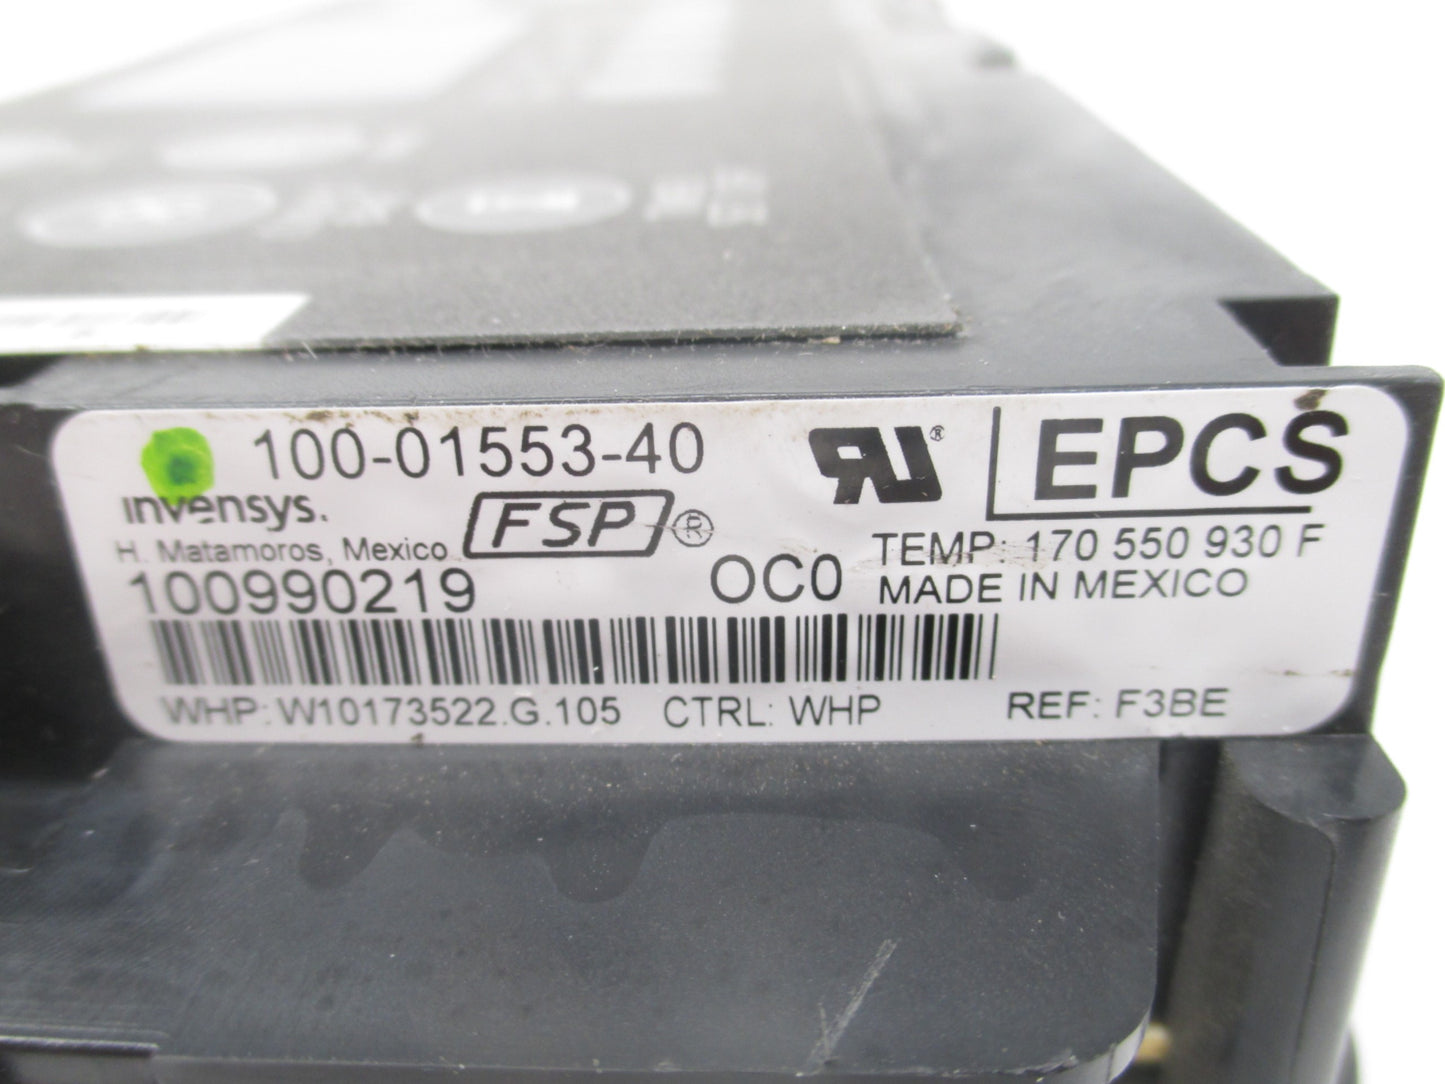 100-01553-40
RU® EPCS
invensys. FSP®
H. Matamoros, Mexico
TEMP: 170 550 930 F
100990219 OC0 MADE IN MEXICO
WHP: W10173522.G.105 CTRL: WHP REF: F3BE